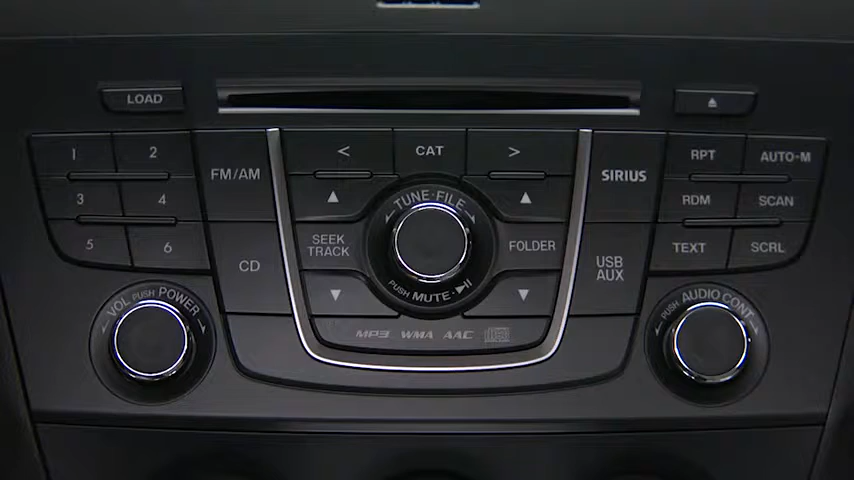 LOAD
▲
1 2
3 4
5 6
FM/AM
CD
< CAT >
TUNE·FILE
SEEK
TRACK
FOLDER
PUSH MUTE·▶||
MP3 WMA AAC
SIRIUS
USB
AUX
RPT AUTO-M
RDM SCAN
TEXT SCRL
VOL PUSH POWER
PUSH AUDIO CONT